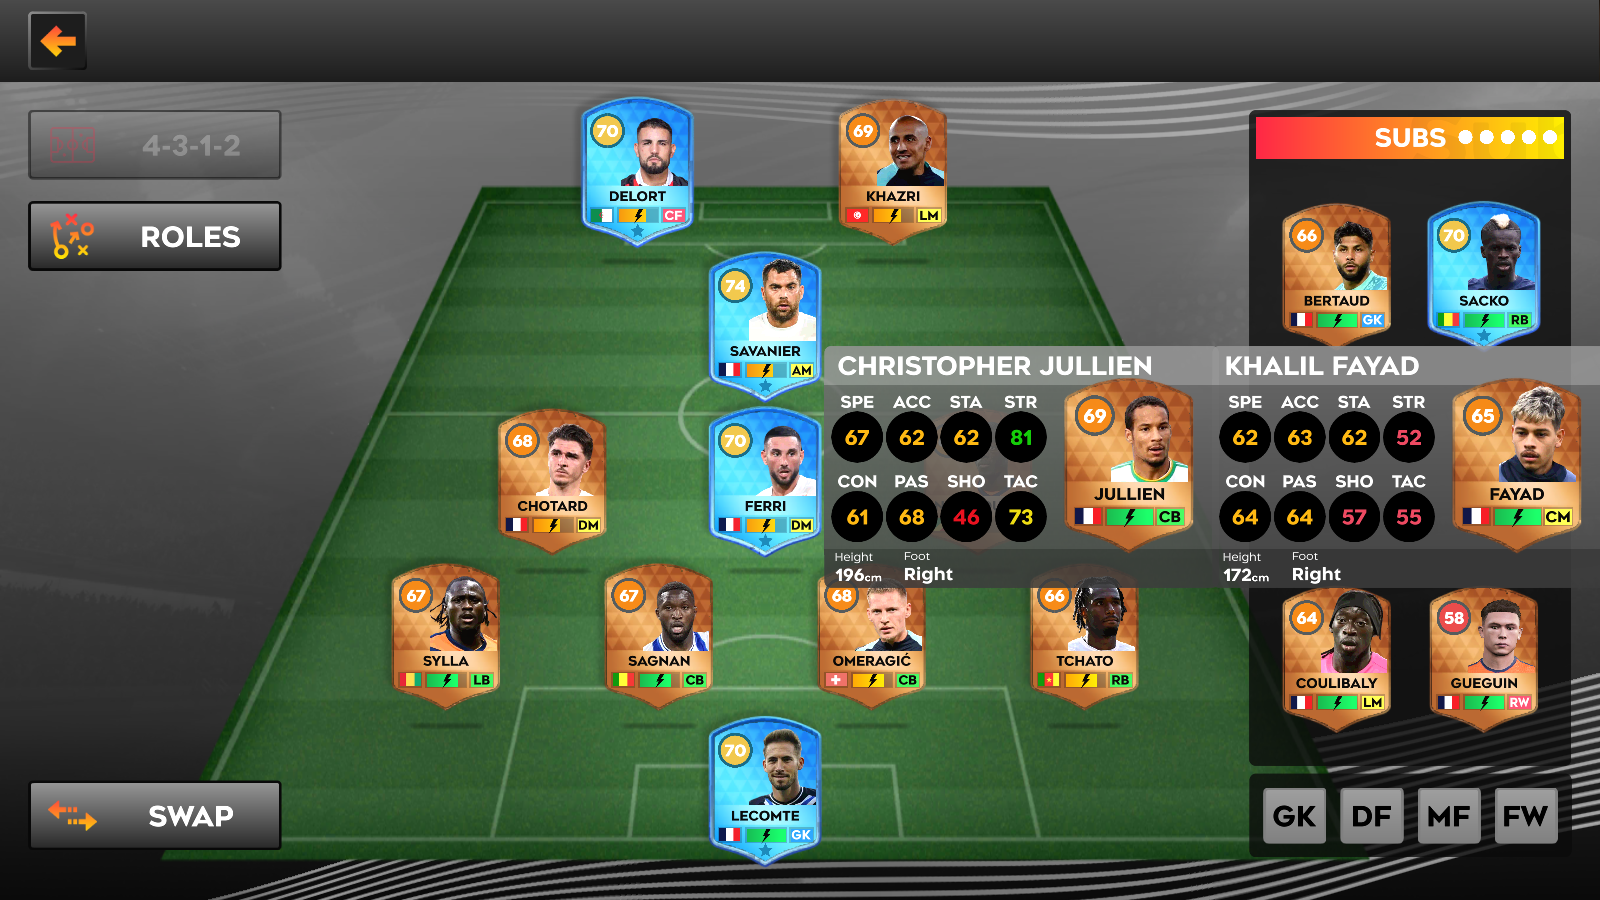 4-3-1-2
ROLES
70
DELORT
CF
69
KHAZRI
LM
SUBS
66
BERTAUD
GK
70
SACKO
RB
74
SAVANIER
AM
CHRISTOPHER JULLIEN
SPE ACC STA STR
67 62 62 81
CON PAS SHO TAC
61 68 46 73
Height Foot
196cm Right
69
JULLIEN
CB
KHALIL FAYAD
SPE ACC STA STR
62 63 62 52
CON PAS SHO TAC
64 64 57 55
Height Foot
172cm Right
65
FAYAD
CM
68
CHOTARD
DM
70
FERRI
DM
67
SYLLA
LB
67
SAGNAN
CB
68
OMERAGIĆ
CB
66
TCHATO
RB
64
COULIBALY
LM
58
GUEGUIN
RW
70
LECOMTE
GK
SWAP
GK DF MF FW